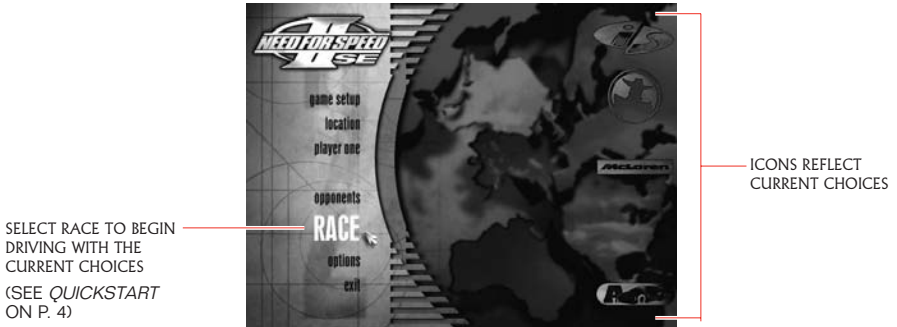 NEED FOR SPEED
II
SE
game setup
location
player one
opponents
RACE
options
exit
McLaren
ICONS REFLECT
CURRENT CHOICES
SELECT RACE TO BEGIN
DRIVING WITH THE
CURRENT CHOICES
(SEE QUICKSTART
ON P. 4)